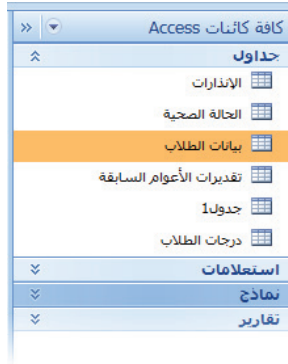 كافة كائنات Access
جداول
الإنذارات
الحالة الصحية
بيانات الطلاب
تقديرات الأعوام السابقة
جدول1
درجات الطلاب
استعلامات
نماذج
تقارير